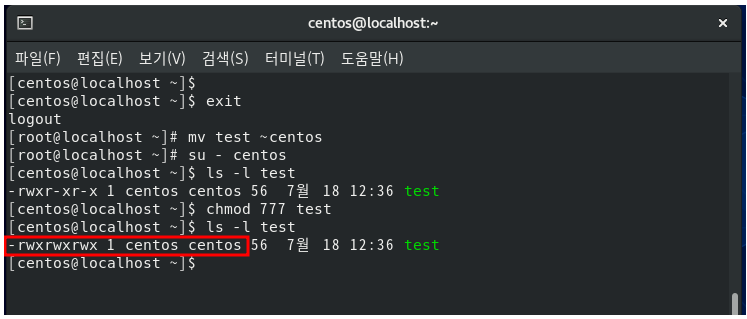 centos@localhost:~
파일(F) 편집(E) 보기(V) 검색(S) 터미널(T) 도움말(H)
[centos@localhost ~]$
[centos@localhost ~]$ exit
logout
[root@localhost ~]# mv test ~centos
[root@localhost ~]# su - centos
[centos@localhost ~]$ ls -l test
-rwxr-xr-x 1 centos centos 56  7월 18 12:36 test
[centos@localhost ~]$ chmod 777 test
[centos@localhost ~]$ ls -l test
-rwxrwxrwx 1 centos centos 56  7월 18 12:36 test
[centos@localhost ~]$